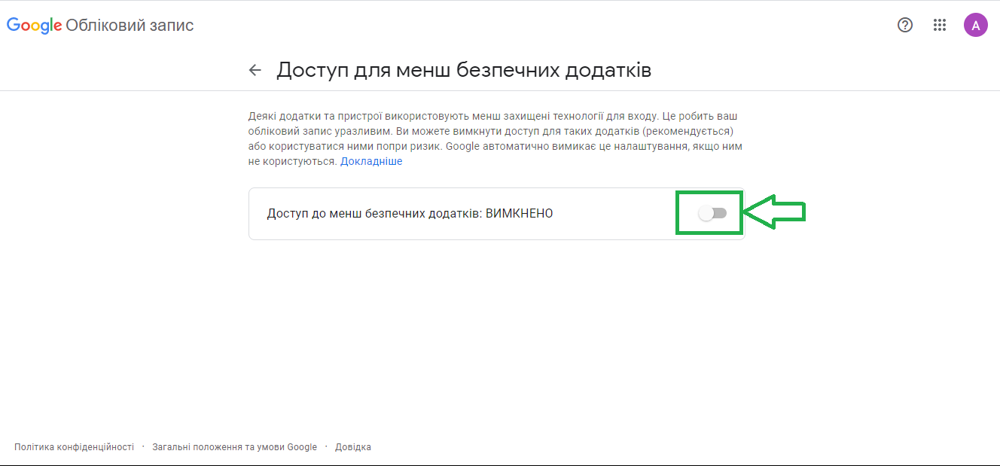 Google Обліковий запис
A
Доступ для менш безпечних додатків
Деякі додатки та пристрої використовують менш захищені технології для входу. Це робить ваш
обліковий запис уразливим. Ви можете вимкнути доступ для таких додатків (рекомендується)
або користуватися ними попри ризик. Google автоматично вимикає це налаштування, якщо ним
не користуються. Докладніше
Доступ до менш безпечних додатків: ВИМКНЕНО
Політика конфіденційності · Загальні положення та умови Google · Довідка